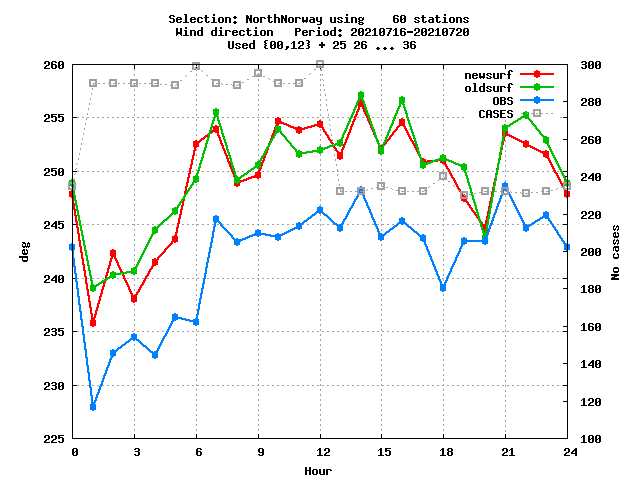 Selection: NorthNorway using    60 stations
Wind direction   Period: 20210716-20210720
Used {00,12} + 25 26 ... 36
newsurf
oldsurf
OBS
CASES
260
255
250
245
240
235
230
225
deg
300
280
260
240
220
200
180
160
140
120
100
No cases
0 3 6 9 12 15 18 21 24
Hour